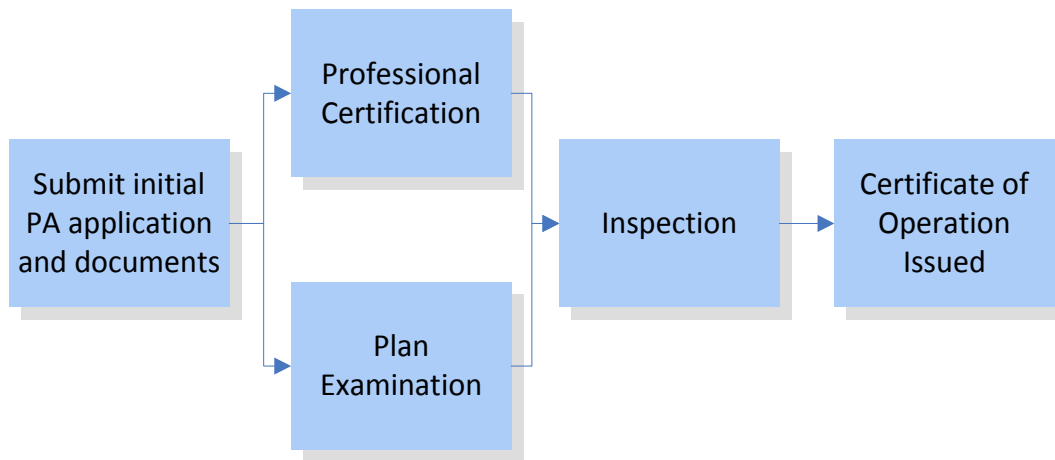 Submit initial
PA application
and documents
Professional
Certification
Plan
Examination
Inspection
Certificate of
Operation
Issued